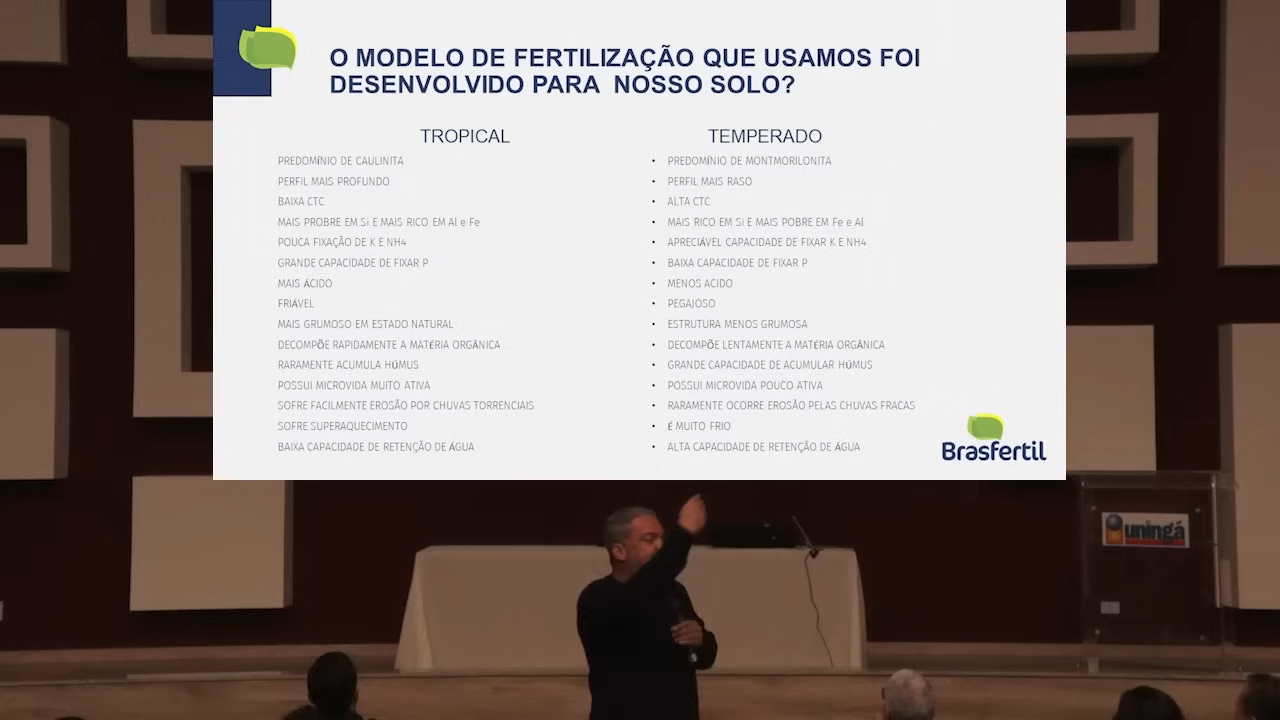 O MODELO DE FERTILIZAÇÃO QUE USAMOS FOI
DESENVOLVIDO PARA NOSSO SOLO?
TROPICAL
PREDOMÍNIO DE CAULINITA
PERFIL MAIS PROFUNDO
BAIXA CTC
MAIS PROBRE EM Si E MAIS RICO EM Al e Fe
POUCA FIXAÇÃO DE K E NH4
GRANDE CAPACIDADE DE FIXAR P
MAIS ÁCIDO
FRIÁVEL
MAIS GRUMOSO EM ESTADO NATURAL
DECOMPÕE RAPIDAMENTE A MATÉRIA ORGÂNICA
RARAMENTE ACUMULA HÚMUS
POSSUI MICROVIDA MUITO ATIVA
SOFRE FACILMENTE EROSÃO POR CHUVAS TORRENCIAIS
SOFRE SUPERAQUECIMENTO
BAIXA CAPACIDADE DE RETENÇÃO DE ÁGUA
TEMPERADO
• PREDOMÍNIO DE MONTMORILONITA
• PERFIL MAIS RASO
• ALTA CTC
• MAIS RICO EM Si E MAIS POBRE EM Fe e Al
• APRECIÁVEL CAPACIDADE DE FIXAR K E NH4
• BAIXA CAPACIDADE DE FIXAR P
• MENOS ACIDO
• PEGAJOSO
• ESTRUTURA MENOS GRUMOSA
• DECOMPÕE LENTAMENTE A MATÉRIA ORGÂNICA
• GRANDE CAPACIDADE DE ACUMULAR HÚMUS
• POSSUI MICROVIDA POUCO ATIVA
• RARAMENTE OCORRE EROSÃO PELAS CHUVAS FRACAS
• É MUITO FRIO
• ALTA CAPACIDADE DE RETENÇÃO DE ÁGUA
Brasfertil
uningá